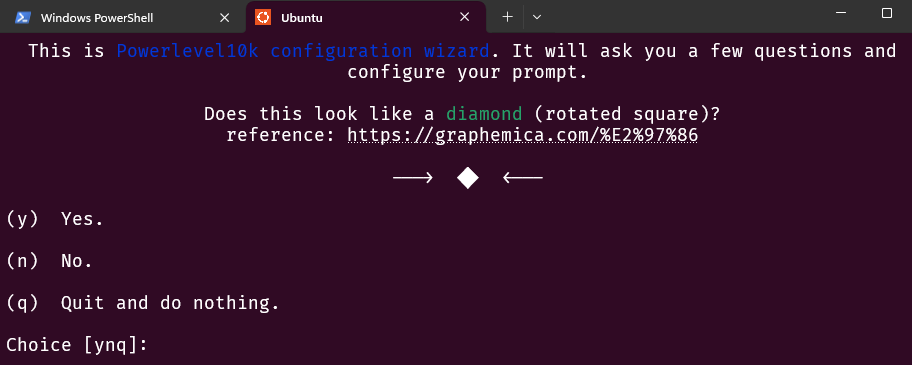 Windows PowerShell
Ubuntu
This is Powerlevel10k configuration wizard. It will ask you a few questions and
configure your prompt.
Does this look like a diamond (rotated square)?
reference: https://graphemica.com/%E2%97%86
⟶ ◆ ⟵
(y) Yes.
(n) No.
(q) Quit and do nothing.
Choice [ynq]: